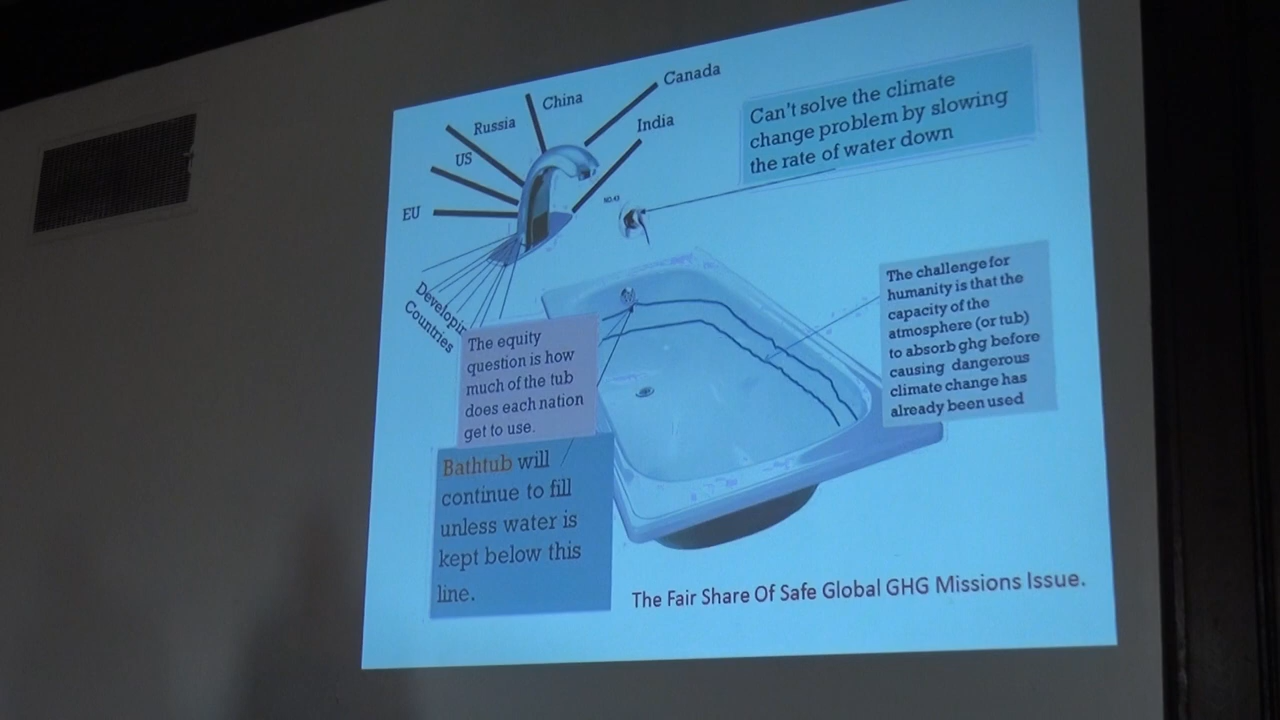 Canada
China
Russia
India
US
EU
Developin
Countries
Can't solve the climate
change problem by slowing
the rate of water down
The challenge for
humanity is that the
capacity of the
atmosphere (or tub)
to absorb ghg before
causing dangerous
climate change has
already been used
The equity
question is how
much of the tub
does each nation
get to use.
Bathtub will
continue to fill
unless water is
kept below this
line.
The Fair Share Of Safe Global GHG Missions Issue.